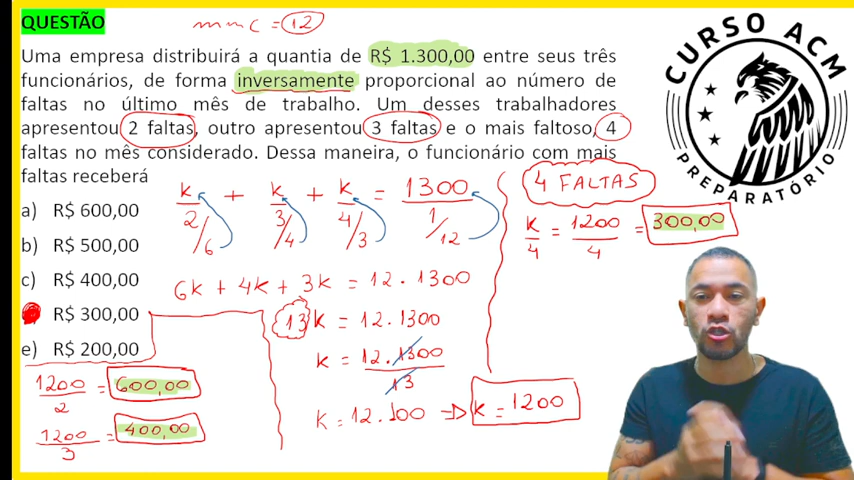 QUESTÃO
mmc = 12
Uma empresa distribuirá a quantia de R$ 1.300,00 entre seus três
funcionários, de forma inversamente proporcional ao número de
faltas no último mês de trabalho. Um desses trabalhadores
apresentou 2 faltas, outro apresentou 3 faltas e o mais faltoso, 4
faltas no mês considerado. Dessa maneira, o funcionário com mais
faltas receberá
a) R$ 600,00
b) R$ 500,00
c) R$ 400,00
R$ 300,00
e) R$ 200,00
K/2 + K/3 + K/4 = 1300
/6 /4 /3 1/12
6K + 4K + 3K = 12.1300
13K = 12.1300
K = 12.1300/13
K = 12.100 => K = 1200
4 FALTAS
K/4 = 1200/4 = 300,00
1200/2 = 600,00
1200/3 = 400,00
CURSO ACM
PREPARATÓRIO